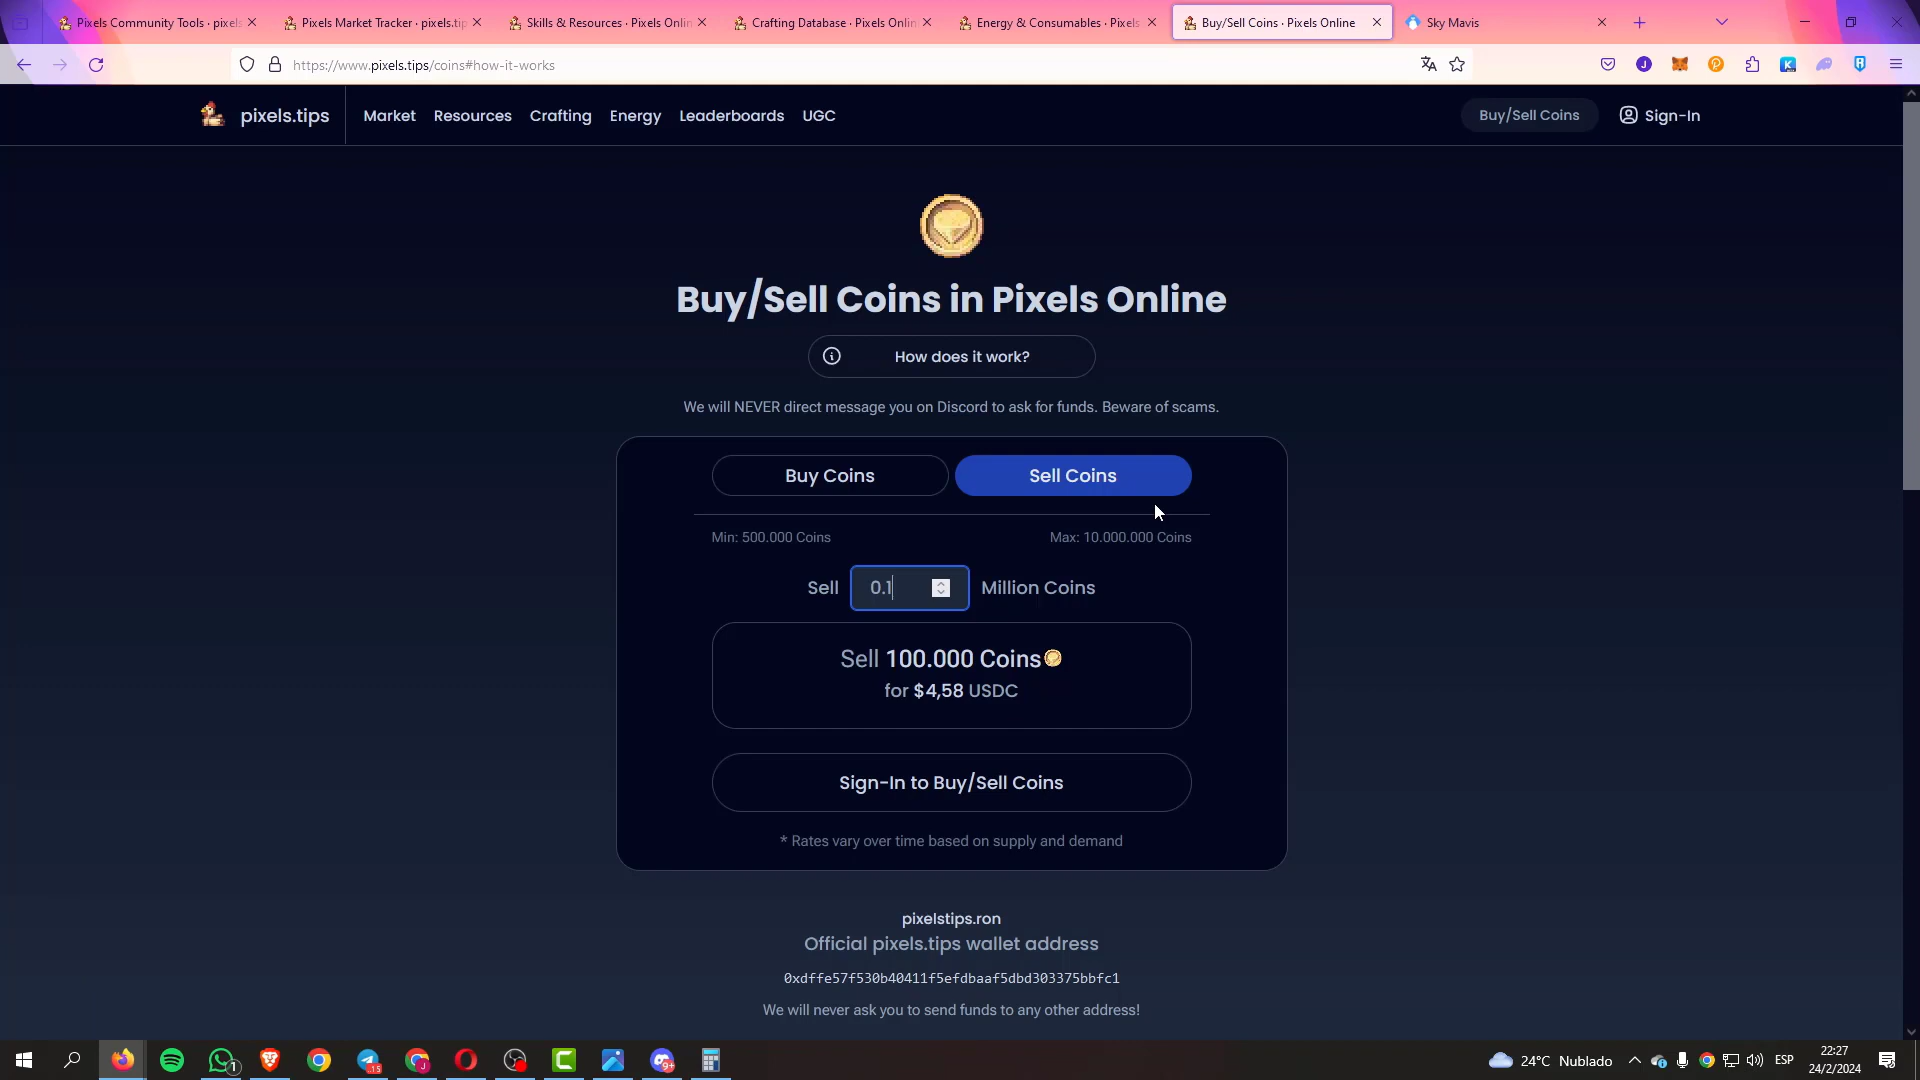 Pixels Community Tools · pixels
Pixels Market Tracker · pixels.tip
Skills & Resources · Pixels Onlin
Crafting Database · Pixels Onlin
Energy & Consumables · Pixels
Buy/Sell Coins · Pixels Online
Sky Mavis
https://www.pixels.tips/coins#how-it-works
pixels.tips
Market
Resources
Crafting
Energy
Leaderboards
UGC
Buy/Sell Coins
Sign-In
Buy/Sell Coins in Pixels Online
How does it work?
We will NEVER direct message you on Discord to ask for funds. Beware of scams.
Buy Coins
Sell Coins
Min: 500.000 Coins
Max: 10.000.000 Coins
Sell 0.1 Million Coins
Sell 100.000 Coins
for $4,58 USDC
Sign-In to Buy/Sell Coins
* Rates vary over time based on supply and demand
pixelstips.ron
Official pixels.tips wallet address
0xdffe57f530b40411f5efdbaaf5dbd303375bbfc1
We will never ask you to send funds to any other address!
1
15
9+
24°C Nublado
ESP
22:27
24/2/2024